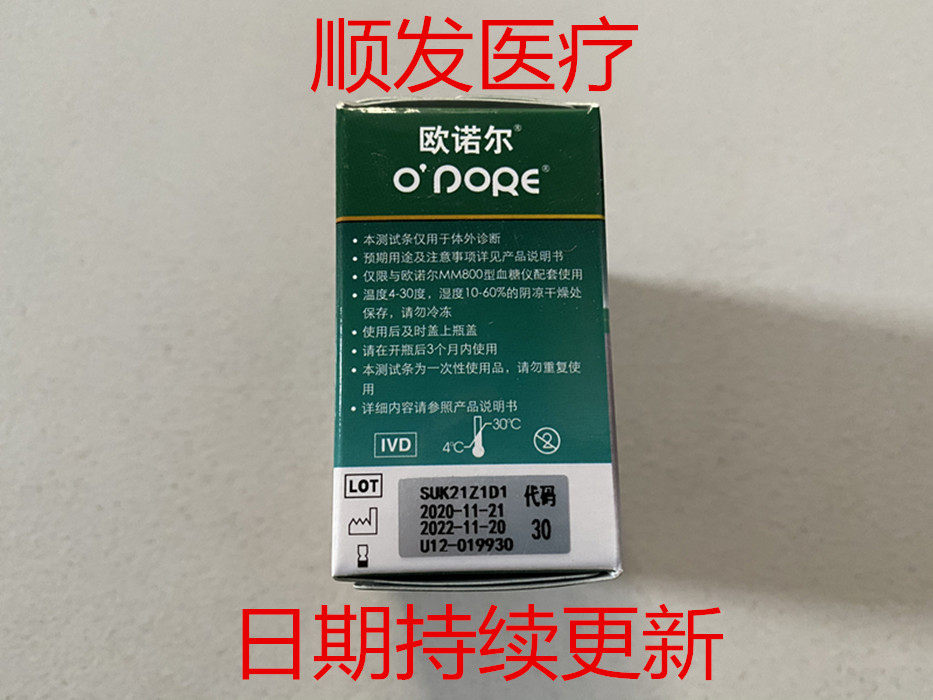 顺发医疗
欧诺尔®
O'DORE®
• 本测试条仅用于体外诊断
• 预期用途及注意事项详见产品说明书
• 仅限与欧诺尔MM800型血糖仪配套使用
• 温度4-30度，湿度10-60%的阴凉干燥处
保存，请勿冷冻
• 使用后及时盖上瓶盖
• 请在开瓶后3个月内使用
• 本测试条为一次性使用品，请勿重复使
用
• 详细内容请参照产品说明书
IVD
4℃
30℃
2
LOT
SUK21Z1D1 代码
2020-11-21
2022-11-20 30
U12-019930
日期持续更新